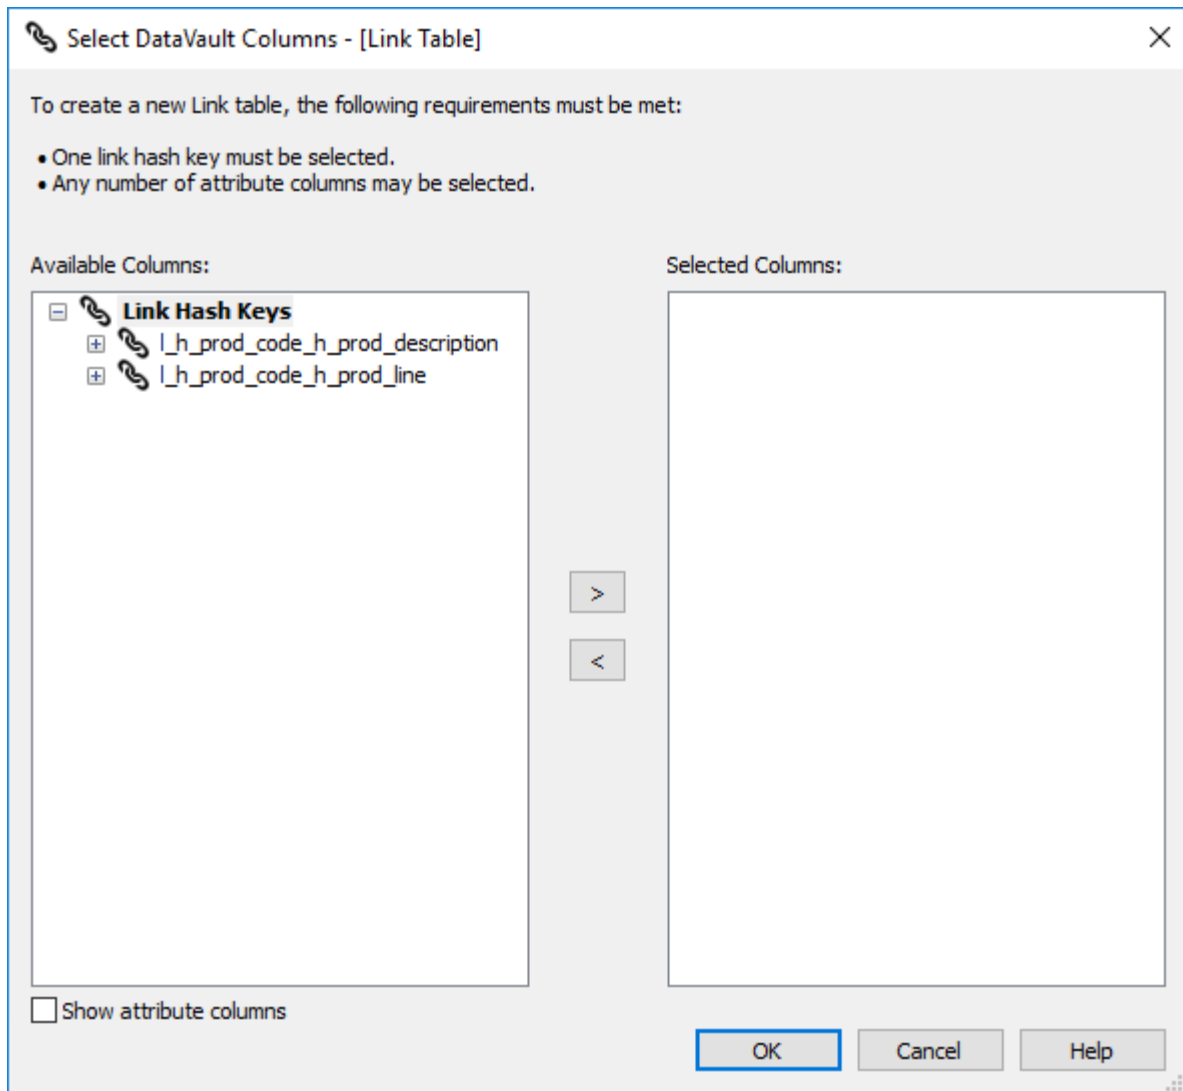 Select DataVault Columns - [Link Table]
To create a new Link table, the following requirements must be met:
• One link hash key must be selected.
• Any number of attribute columns may be selected.
Available Columns:
Selected Columns:
Link Hash Keys
l_h_prod_code_h_prod_description
l_h_prod_code_h_prod_line
>
<
Show attribute columns
OK
Cancel
Help